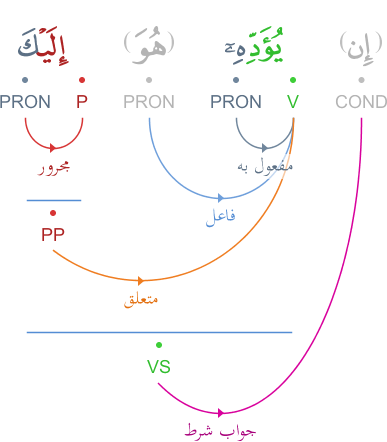 (إِن) يُؤَدِّهِۦٓ (هُوَ) إِلَيْكَ
COND V PRON PRON P PRON
مفعول به
مجرور
فاعل
PP
متعلق
VS
جواب شرط